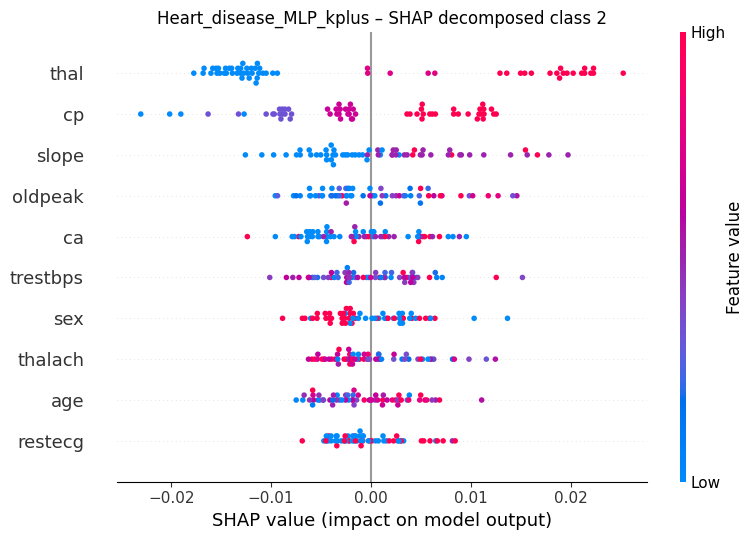 Heart_disease_MLP_kplus – SHAP decomposed class 2
High
thal
cp
slope
oldpeak
ca
trestbps
sex
thalach
age
restecg
Feature value
Low
−0.02 −0.01 0.00 0.01 0.02
SHAP value (impact on model output)